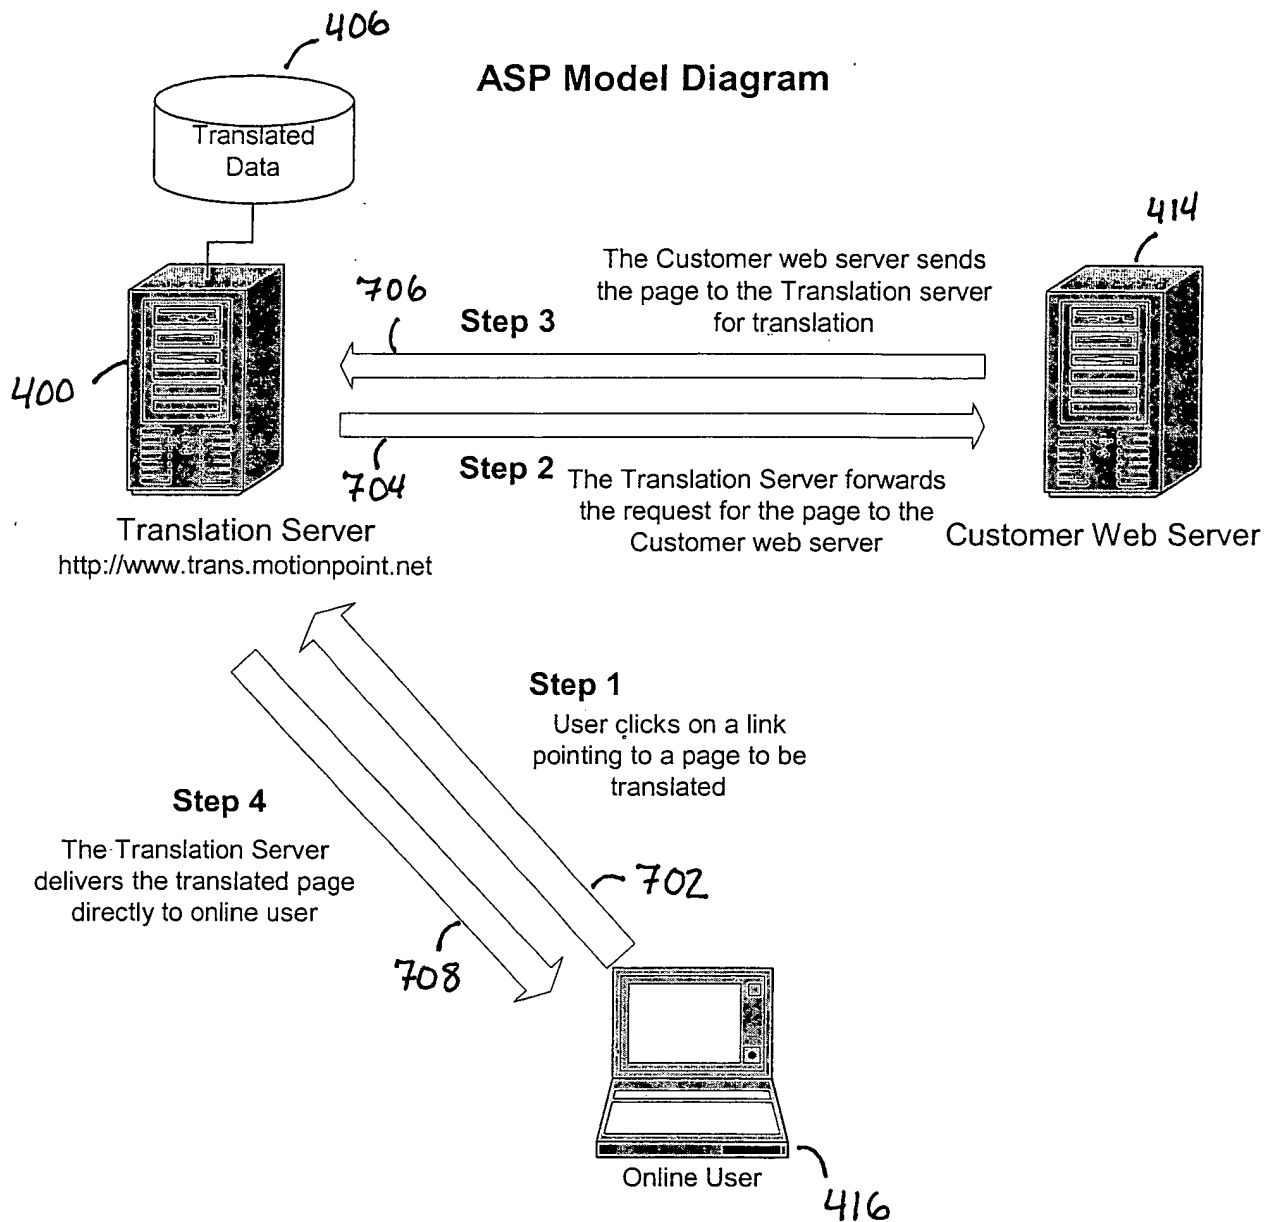 406
ASP Model Diagram
Translated
Data
414
The Customer web server sends
the page to the Translation server
for translation
706
Step 3
400
704
Step 2
The Translation Server forwards
the request for the page to the
Customer web server
Translation Server
http://www.trans.motionpoint.net
Customer Web Server
Step 1
User clicks on a link
pointing to a page to be
translated
Step 4
The Translation Server
delivers the translated page
directly to online user
702
708
Online User
416